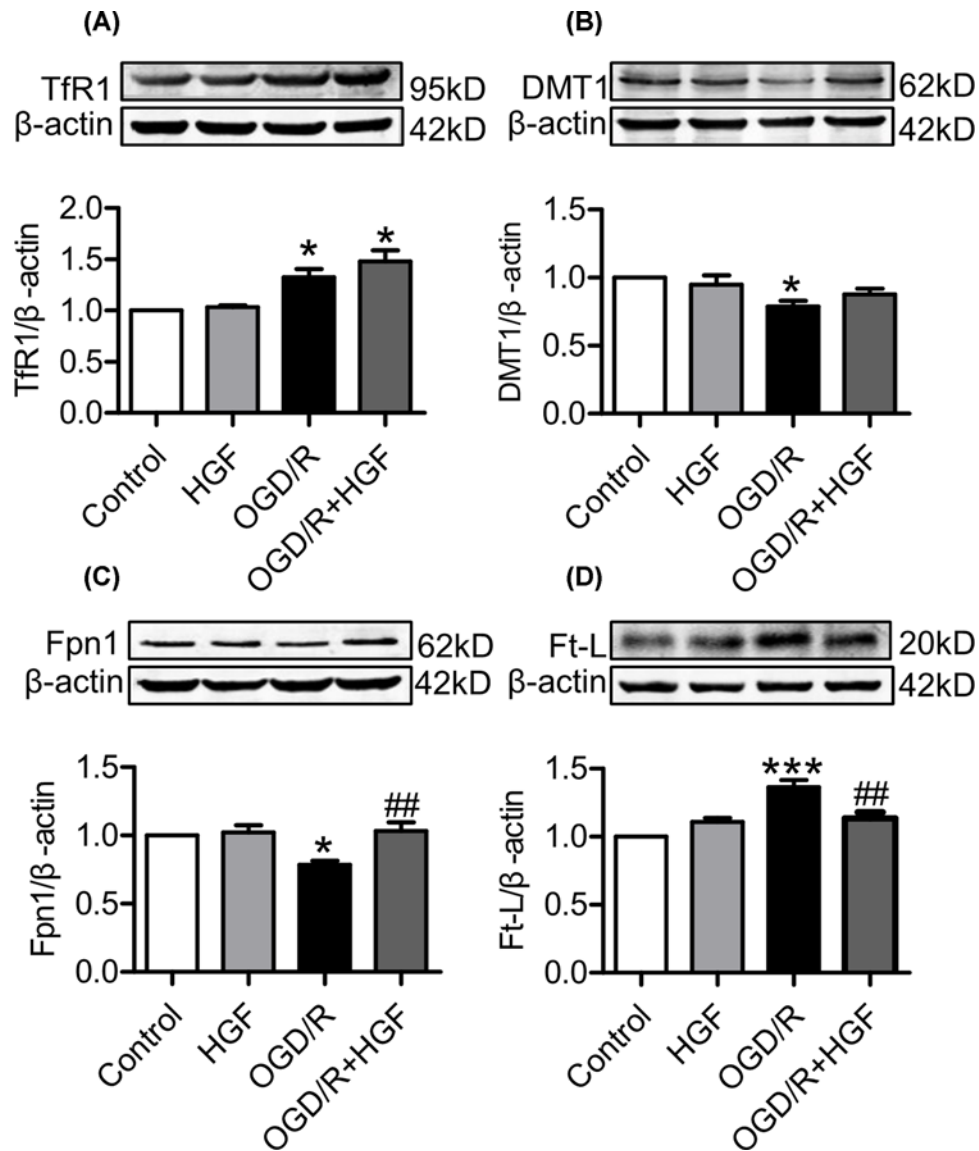 (A)
TfR1
95kD
β-actin
42kD
TfR1/β -actin
2.0
1.5
1.0
0.5
0.0
*
*
Control
HGF
OGD/R
OGD/R+HGF
(B)
DMT1
62kD
β-actin
42kD
DMT1/β -actin
1.5
1.0
0.5
0.0
*
Control
HGF
OGD/R
OGD/R+HGF
(C)
Fpn1
62kD
β-actin
42kD
Fpn1/β -actin
1.5
1.0
0.5
0.0
*
##
Control
HGF
OGD/R
OGD/R+HGF
(D)
Ft-L
20kD
β-actin
42kD
Ft-L/β -actin
1.5
1.0
0.5
0.0
***
##
Control
HGF
OGD/R
OGD/R+HGF